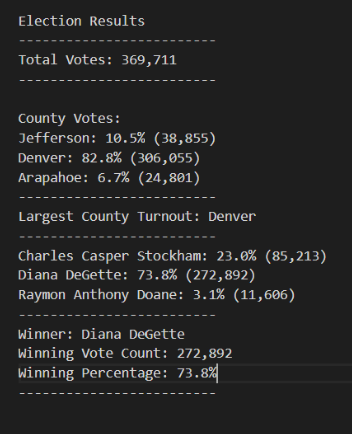 Election Results
-------------------------
Total Votes: 369,711
-------------------------
County Votes:
Jefferson: 10.5% (38,855)
Denver: 82.8% (306,055)
Arapahoe: 6.7% (24,801)
-------------------------
Largest County Turnout: Denver
-------------------------
Charles Casper Stockham: 23.0% (85,213)
Diana DeGette: 73.8% (272,892)
Raymon Anthony Doane: 3.1% (11,606)
-------------------------
Winner: Diana DeGette
Winning Vote Count: 272,892
Winning Percentage: 73.8%
-------------------------